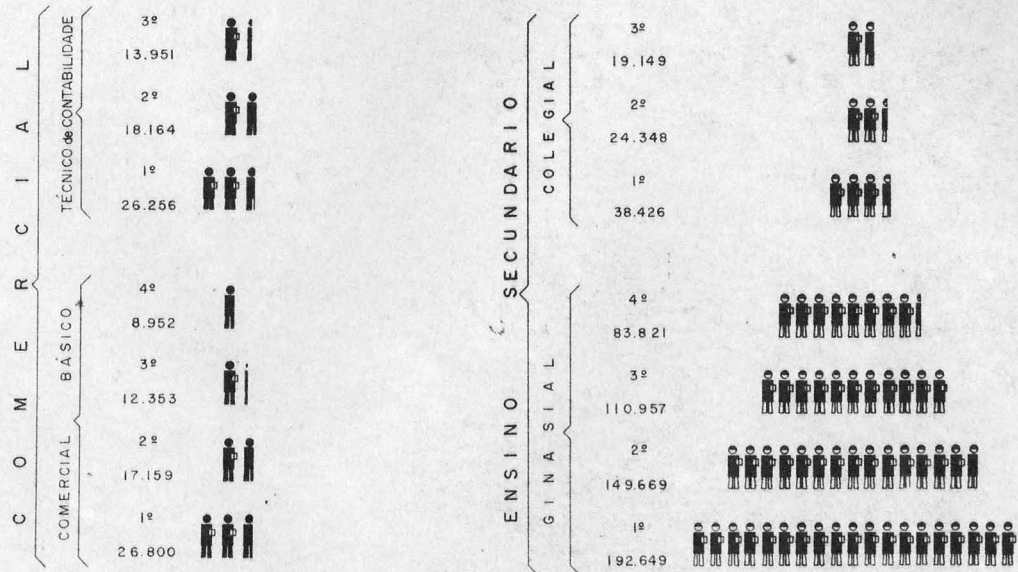 COMERCIAL
TÉCNICO de CONTABILIDADE
3º
13.951
2º
18.164
1º
26.256
COMERCIAL BÁSICO
4º
8.952
3º
12.353
2º
17.159
1º
26.800
ENSINO SECUNDARIO
COLEGIAL
3º
19.149
2º
24.348
1º
38.426
GINASIAL
4º
83.821
3º
110.957
2º
149.669
1º
192.649